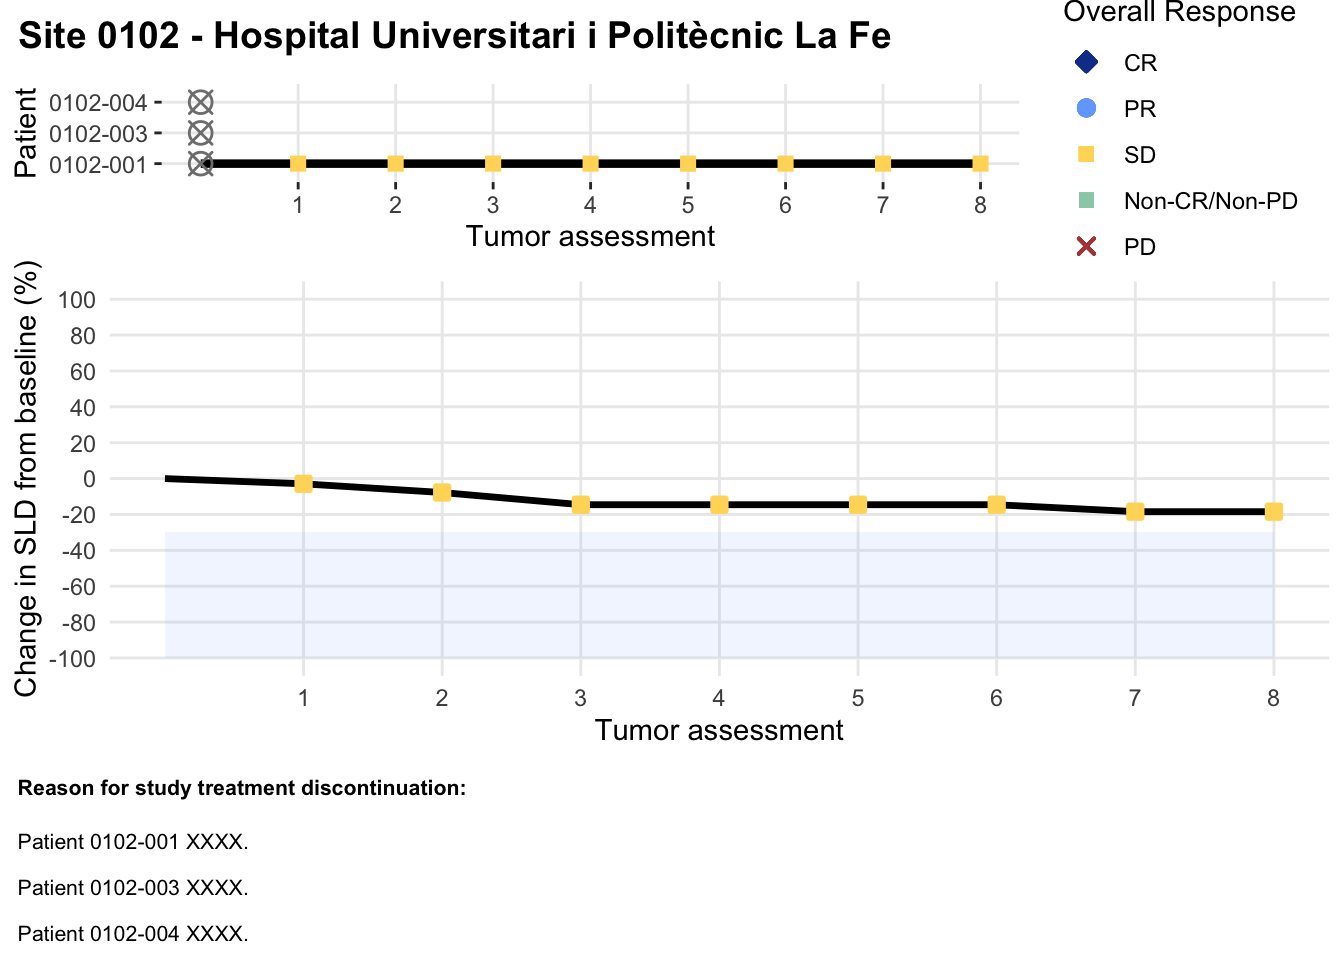 Site 0102 - Hospital Universitari i Politècnic La Fe
Overall Response
CR
PR
SD
Non-CR/Non-PD
PD
Patient
0102-004
0102-003
0102-001
1 2 3 4 5 6 7 8
Tumor assessment
Change in SLD from baseline (%)
100
80
60
40
20
0
-20
-40
-60
-80
-100
1 2 3 4 5 6 7 8
Tumor assessment
Reason for study treatment discontinuation:
Patient 0102-001 XXXX.
Patient 0102-003 XXXX.
Patient 0102-004 XXXX.